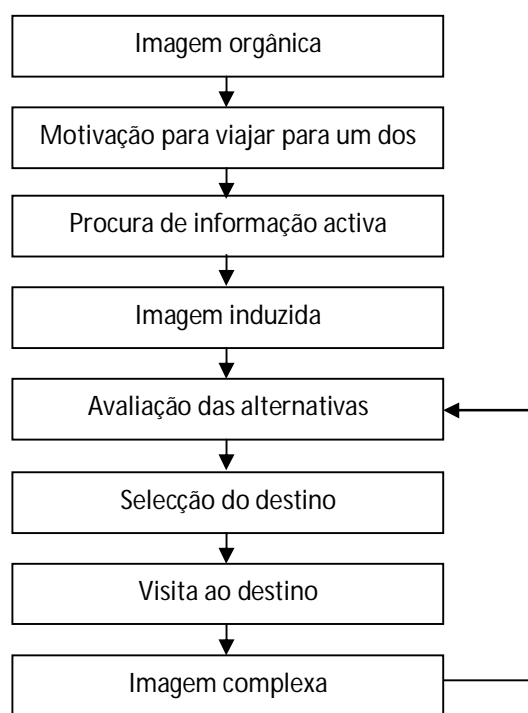 Imagem orgânica
Motivação para viajar para um dos
Procura de informação activa
Imagem induzida
Avaliação das alternativas
Selecção do destino
Visita ao destino
Imagem complexa